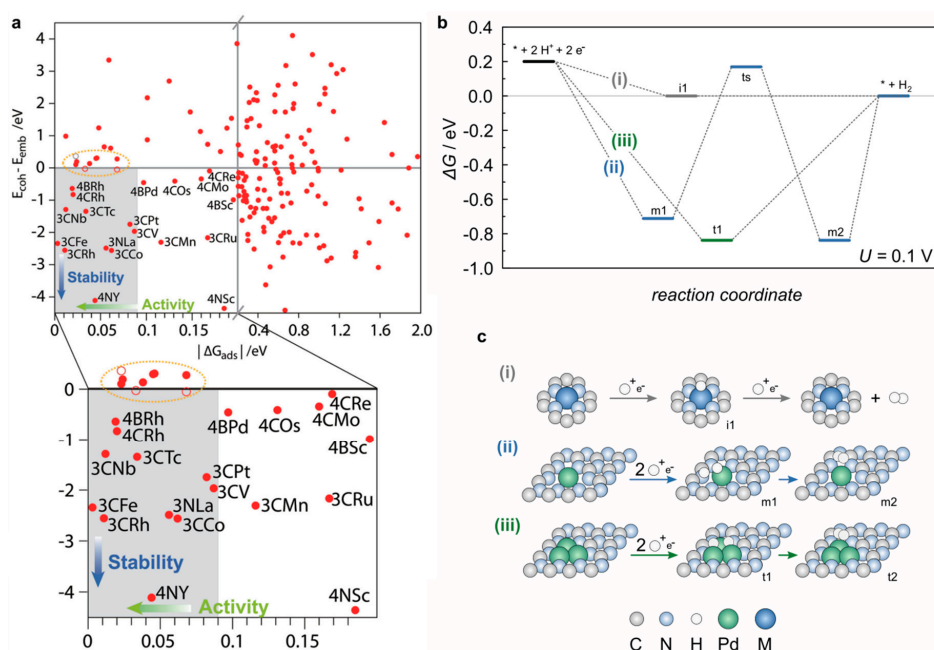 a
E_coh - E_emb /eV
4
3
2
1
0
-1
-2
-3
-4
4BRh
4CRh
3CNb
3CTc
3CPt
3CV
3CFe
3CRh
3NLa
3CCo
3CMn
3CRu
4BPd
4COs
4CRe
4CMo
4BSc
Stability
4NY
Activity
4NSc
0
0.05
0.10
0.15
0.4
0.8
1.2
1.6
2.0
|ΔG_ads| /eV
0
-1
-2
-3
-4
4BRh
4CRh
3CNb
3CTc
4BPd
4COs
4CRe
4CMo
4BSc
3CPt
3CV
3CFe
3CRh
3NLa
3CCo
3CMn
3CRu
Stability
4NY
Activity
4NSc
0
0.05
0.10
0.15
b
ΔG / eV
0.4
0.2
0.0
-0.2
-0.4
-0.6
-0.8
-1.0
* + 2 H⁺ + 2 e⁻
(i)
i1
ts
* + H₂
(iii)
(ii)
m1
t1
m2
U = 0.1 V
reaction coordinate
c
(i)
+
e-
+
e-
+
i1
(ii)
2
+
e-
m1
m2
(iii)
2
+
e-
t1
t2
C N H Pd M